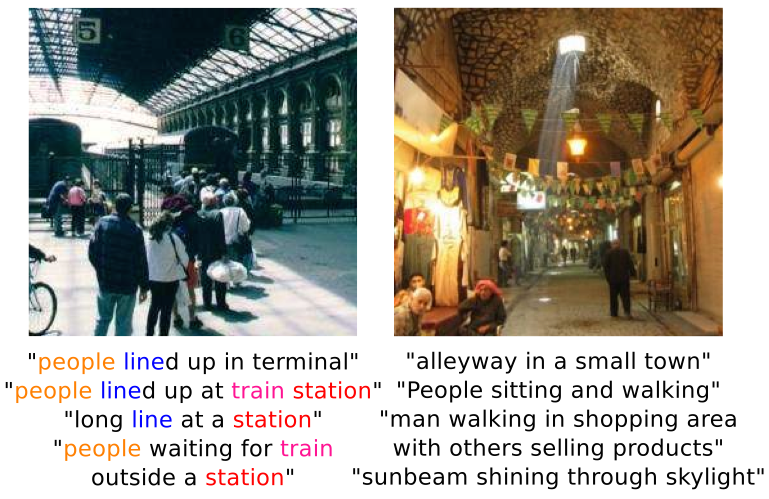 5
6
"people lined up in terminal"
"people lined up at train station"
"long line at a station"
"people waiting for train
outside a station"
"alleyway in a small town"
"People sitting and walking"
"man walking in shopping area
with others selling products"
"sunbeam shining through skylight"